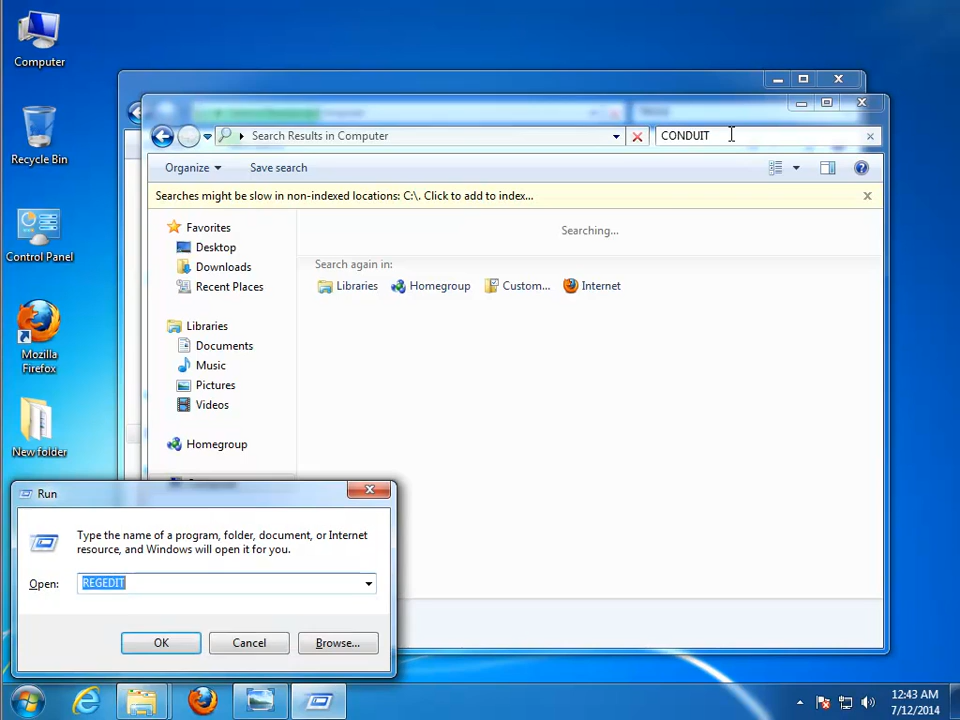 Computer
Recycle Bin
Control Panel
Mozilla
Firefox
New folder
Search Results in Computer
CONDUIT
Organize
Save search
Searches might be slow in non-indexed locations: C:\. Click to add to index...
Favorites
Desktop
Downloads
Recent Places
Libraries
Documents
Music
Pictures
Videos
Homegroup
Searching...
Search again in:
Libraries
Homegroup
Custom...
Internet
Run
Type the name of a program, folder, document, or Internet
resource, and Windows will open it for you.
Open:
REGEDIT
OK
Cancel
Browse...
12:43 AM
7/12/2014